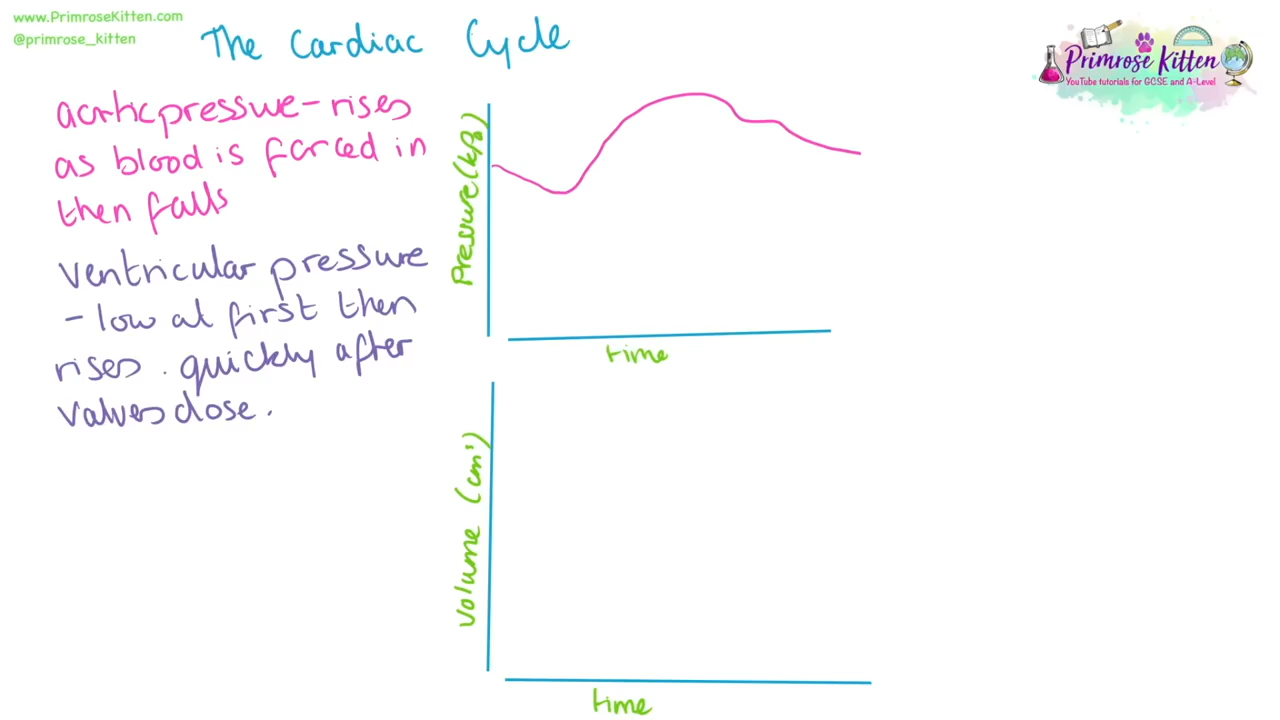 www.PrimroseKitten.com
@primrose_kitten
The Cardiac Cycle
Primrose Kitten
YouTube tutorials for GCSE and A-Level
aortic pressure - rises
as blood is forced in
then falls
ventricular pressure
- low at first then
rises. quickly after
valves close.
Pressure (kPa)
time
Volume (cm³)
time